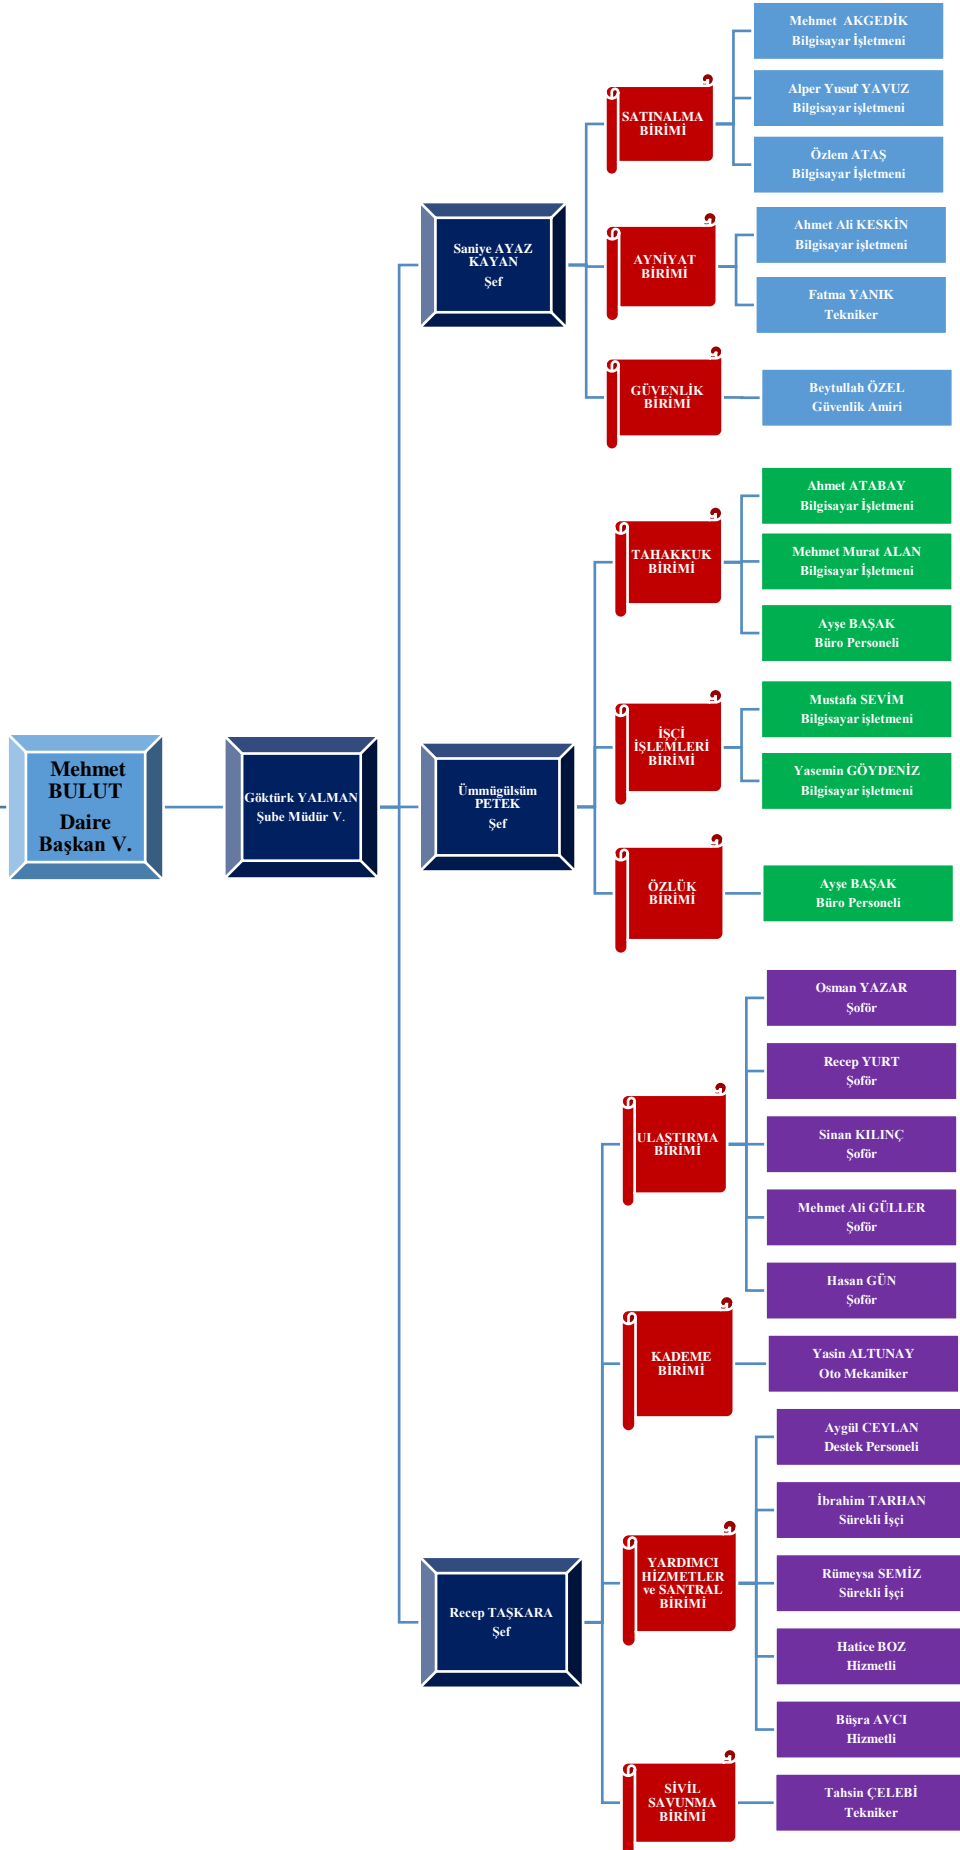 Mehmet
BULUT
Daire
Başkan V.
Göktürk YALMAN
Şube Müdür V.
Saniye AYAZ
KAYAN
Şef
SATINALMA
BİRİMİ
Mehmet  AKGEDİK
Bilgisayar İşletmeni
Alper Yusuf YAVUZ
Bilgisayar işletmeni
Özlem ATAŞ
Bilgisayar İşletmeni
AYNİYAT
BİRİMİ
Ahmet Ali KESKİN
Bilgisayar işletmeni
Fatma YANIK
Tekniker
GÜVENLİK
BİRİMİ
Beytullah ÖZEL
Güvenlik Amiri
Ümmügülsüm
PETEK
Şef
TAHAKKUK
BİRİMİ
Ahmet ATABAY
Bilgisayar İşletmeni
Mehmet Murat ALAN
Bilgisayar İşletmeni
Ayşe BAŞAK
Büro Personeli
İŞÇİ
İŞLEMLERİ
BİRİMİ
Mustafa SEVİM
Bilgisayar işletmeni
Yasemin GÖYDENİZ
Bilgisayar işletmeni
ÖZLÜK
BİRİMİ
Ayşe BAŞAK
Büro Personeli
Recep TAŞKARA
Şef
ULAŞTIRMA
BİRİMİ
Osman YAZAR
Şoför
Recep YURT
Şoför
Sinan KILINÇ
Şoför
Mehmet Ali GÜLLER
Şoför
Hasan GÜN
Şoför
KADEME
BİRİMİ
Yasin ALTUNAY
Oto Mekaniker
YARDIMCI
HİZMETLER
ve SANTRAL
BİRİMİ
Aygül CEYLAN
Destek Personeli
İbrahim TARHAN
Sürekli İşçi
Rümeysa SEMİZ
Sürekli İşçi
Hatice BOZ
Hizmetli
Büşra AVCI
Hizmetli
SİVİL
SAVUNMA
BİRİMİ
Tahsin ÇELEBİ
Tekniker